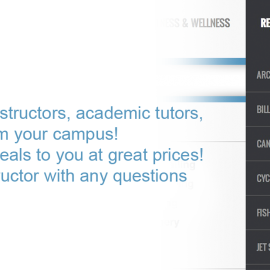 & WELLNESS
structors, academic tutors,
m your campus!
eals to you at great prices!
uctor with any questions
RE
ARC
BILL
CAN
CYC
FISH
JET S